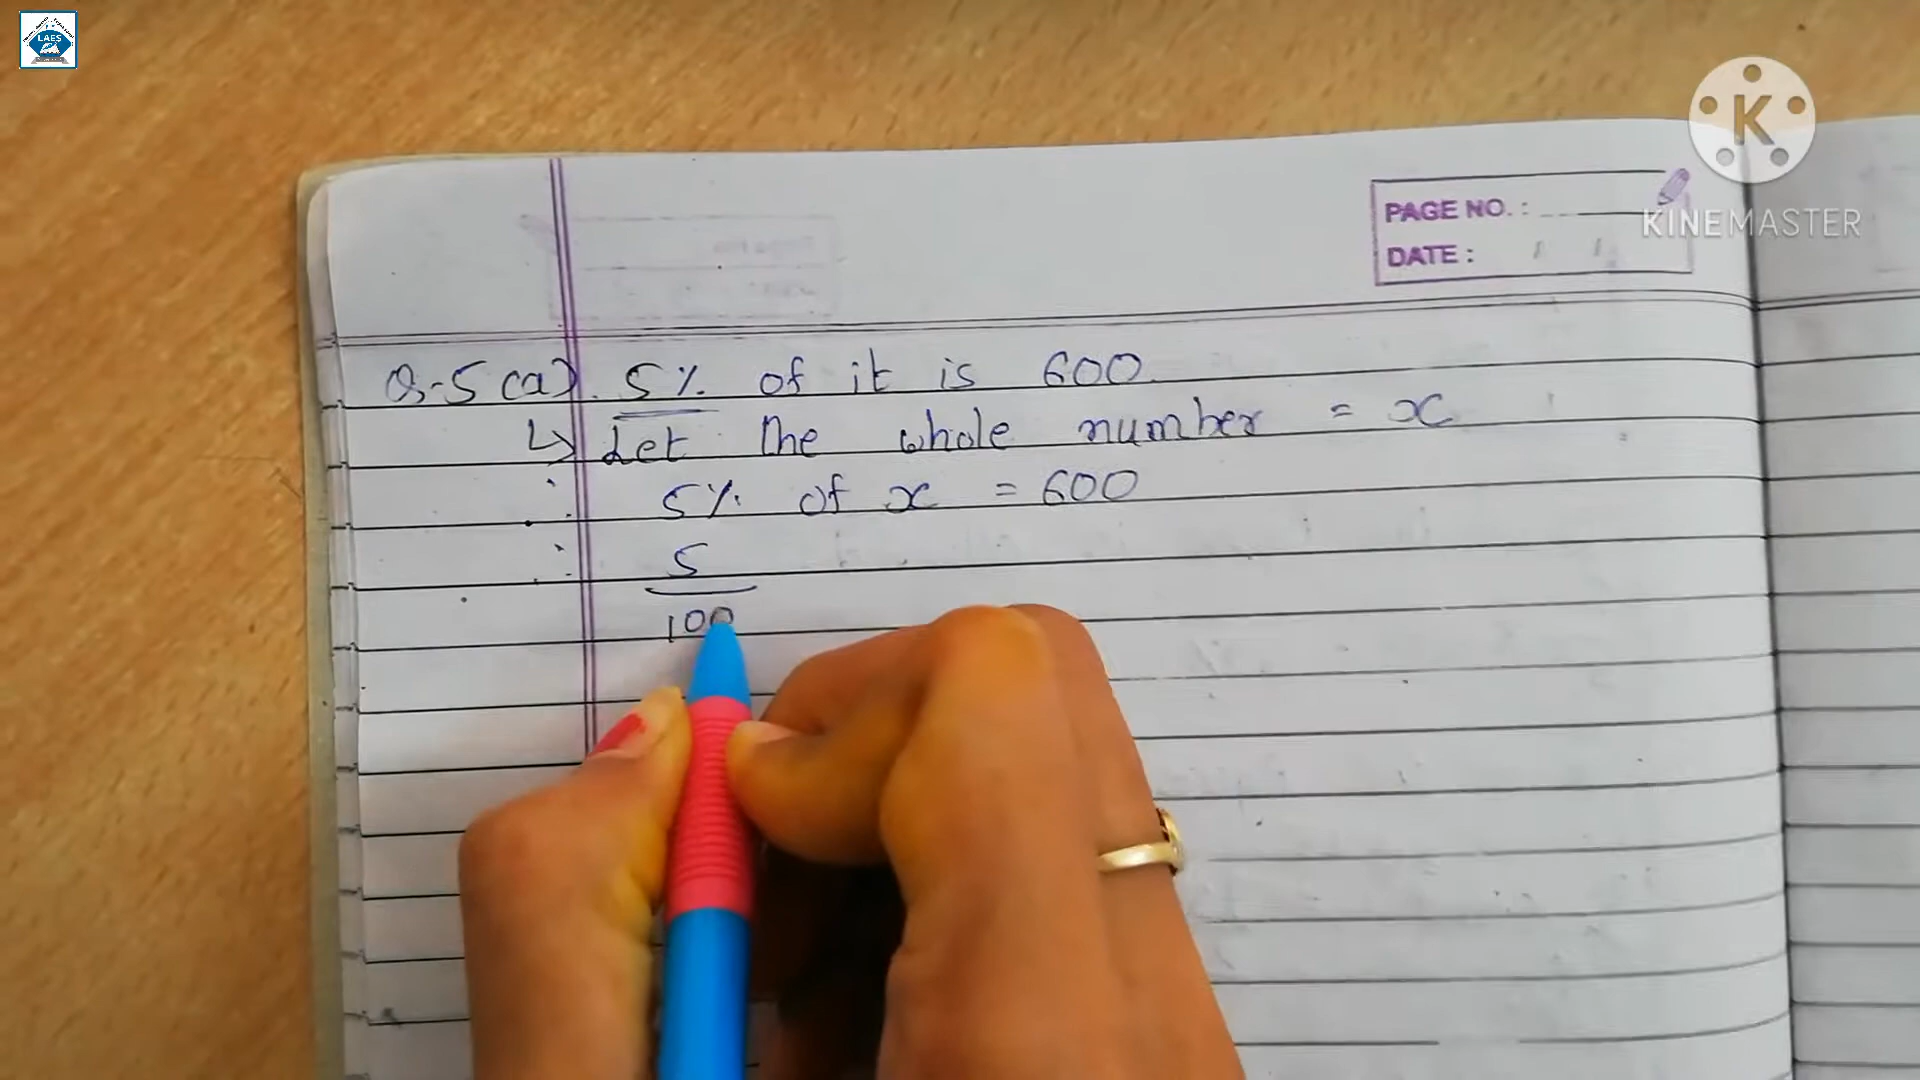 LAES
KINEMASTER
PAGE NO. :
DATE :
Q-5 (a). 5% of it is 600
↳ Let the whole number = x
∴ 5% of x = 600
∴ 5
100